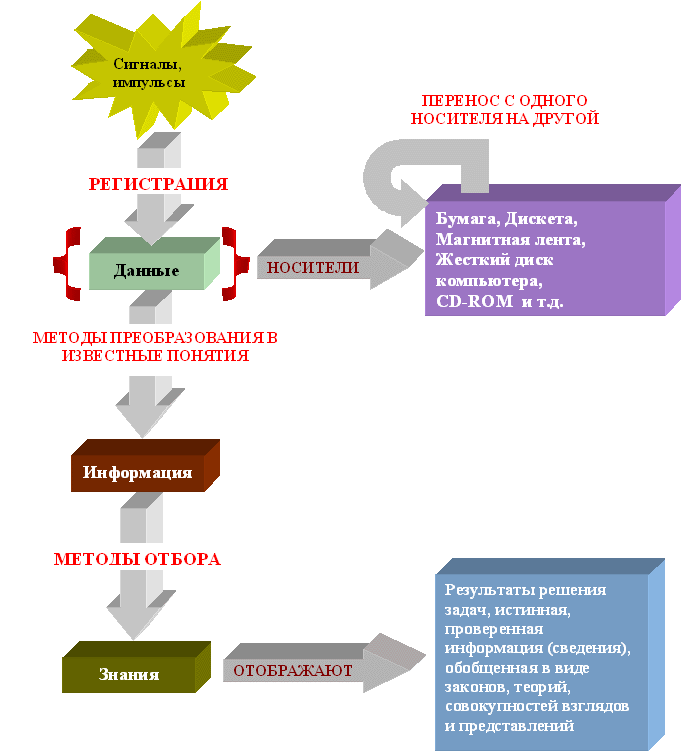 Сигналы,
импульсы
ПЕРЕНОС С ОДНОГО
НОСИТЕЛЯ НА ДРУГОЙ
РЕГИСТРАЦИЯ
Данные
НОСИТЕЛИ
Бумага, Дискета,
Магнитная лента,
Жесткий диск
компьютера,
CD-ROM и т.д.
МЕТОДЫ ПРЕОБРАЗОВАНИЯ В
ИЗВЕСТНЫЕ ПОНЯТИЯ
Информация
МЕТОДЫ ОТБОРА
Знания
ОТОБРАЖАЮТ
Результаты решения
задач, истинная,
проверенная
информация (сведения),
обобщенная в виде
законов, теорий,
совокупностей взглядов
и представлений